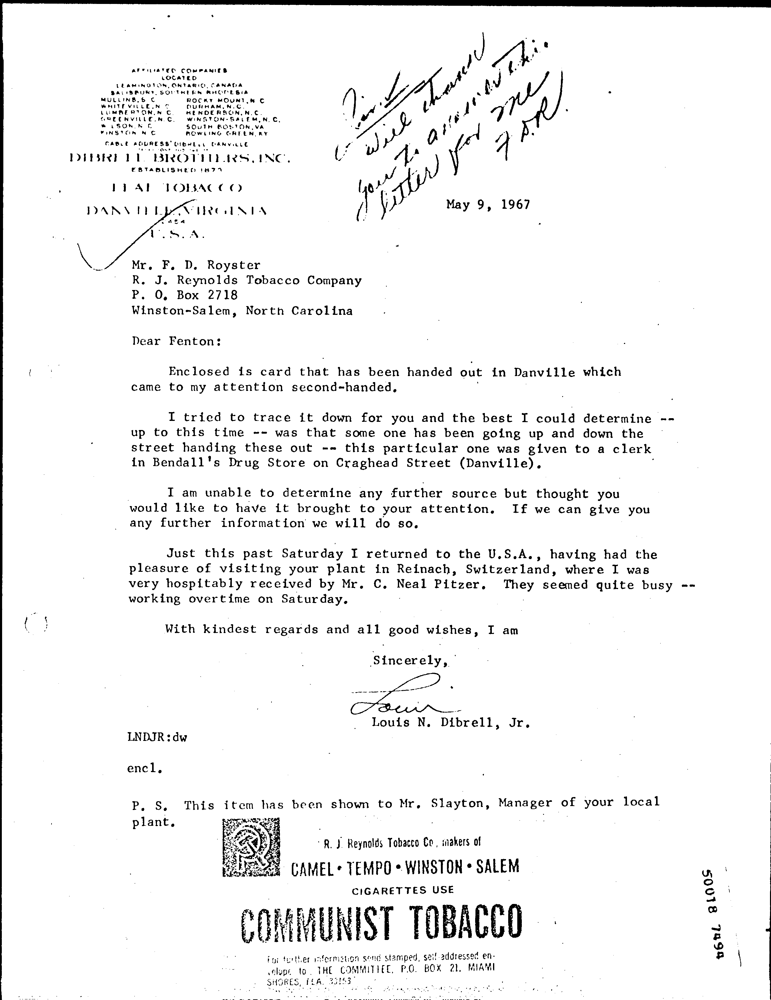 AFFILIATED COMPANIES
LOCATED
LEAMINGTON, ONTARIO, CANADA
SALISBURY, SOUTHERN RHODESIA
MULLINS, S. C. ROCKY MOUNT, N. C.
WHITEVILLE, N. C. DURHAM, N. C.
LUMBERTON, N. C. HENDERSON, N. C.
GREENVILLE, N. C. WINSTON-SALEM, N. C.
WILSON, N. C. SOUTH BOSTON, VA
KINSTON, N. C. BOWLING GREEN, KY
CABLE ADDRESS "DIBRELL" DANVILLE
DIBRELL BROTHERS, INC.
ESTABLISHED 1873
LEAF TOBACCO
DANVILLE, VIRGINIA
U. S. A.
Will
you to
letter for me
FDR
May 9, 1967
Mr. F. D. Royster
R. J. Reynolds Tobacco Company
P. O. Box 2718
Winston-Salem, North Carolina
Dear Fenton:
Enclosed is card that has been handed out in Danville which
came to my attention second-handed.
I tried to trace it down for you and the best I could determine --
up to this time -- was that some one has been going up and down the
street handing these out -- this particular one was given to a clerk
in Bendall's Drug Store on Craghead Street (Danville).
I am unable to determine any further source but thought you
would like to have it brought to your attention. If we can give you
any further information we will do so.
Just this past Saturday I returned to the U.S.A., having had the
pleasure of visiting your plant in Reinach, Switzerland, where I was
very hospitably received by Mr. C. Neal Pitzer. They seemed quite busy --
working overtime on Saturday.
With kindest regards and all good wishes, I am
Sincerely,
Louis
Louis N. Dibrell, Jr.
LNDJR:dw
encl.
P. S. This item has been shown to Mr. Slayton, Manager of your local
plant.
R. J. Reynolds Tobacco Co., makers of
CAMEL • TEMPO • WINSTON • SALEM
CIGARETTES USE
COMMUNIST TOBACCO
For further information send stamped, self addressed en-
velope to THE COMMITTEE, P.O. BOX 21, MIAMI
SHORES, FLA. 33153
50018 7494